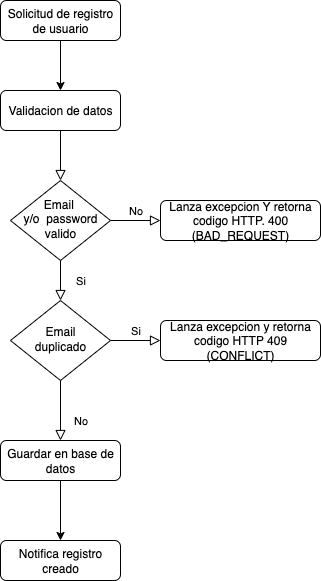 Solicitud de registro
de usuario
Validacion de datos
Email
y/o password
valido
No
Lanza excepcion Y retorna
codigo HTTP. 400
(BAD_REQUEST)
Si
Email
duplicado
Si
Lanza excepcion y retorna
codigo HTTP 409
(CONFLICT)
No
Guardar en base de
datos
Notifica registro
creado